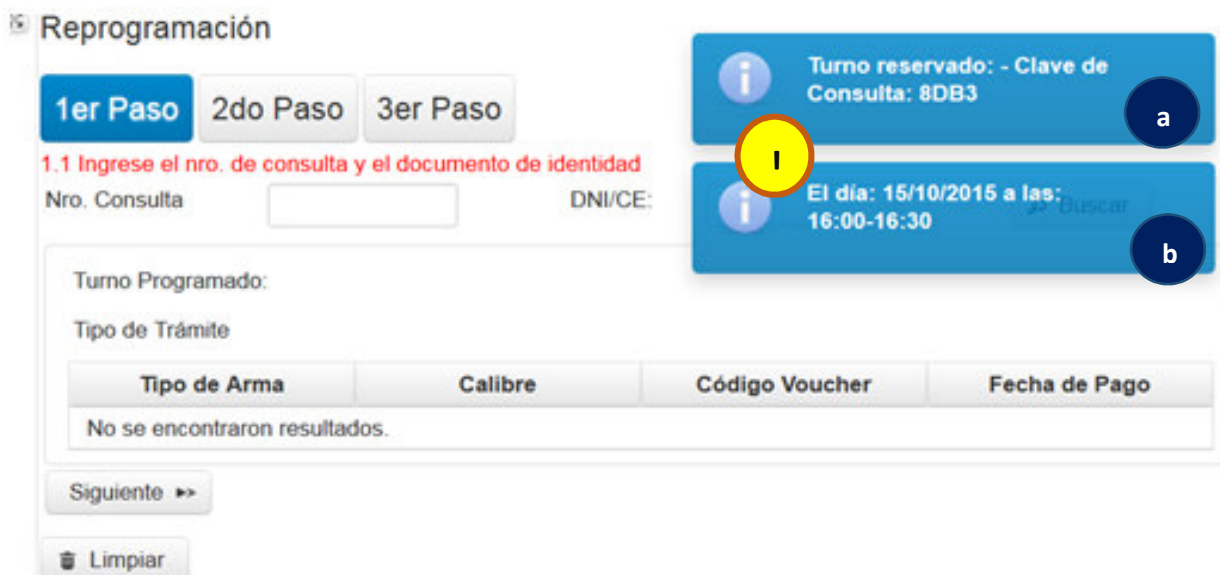 Reprogramación
Turno reservado: - Clave de
Consulta: 8DB3
a
1er Paso 2do Paso 3er Paso
1.1 Ingrese el nro. de consulta y el documento de identidad
I
Nro. Consulta DNI/CE: Buscar
El día: 15/10/2015 a las:
16:00-16:30
b
Turno Programado:
Tipo de Trámite
Tipo de Arma Calibre Código Voucher Fecha de Pago
No se encontraron resultados.
Siguiente
Limpiar